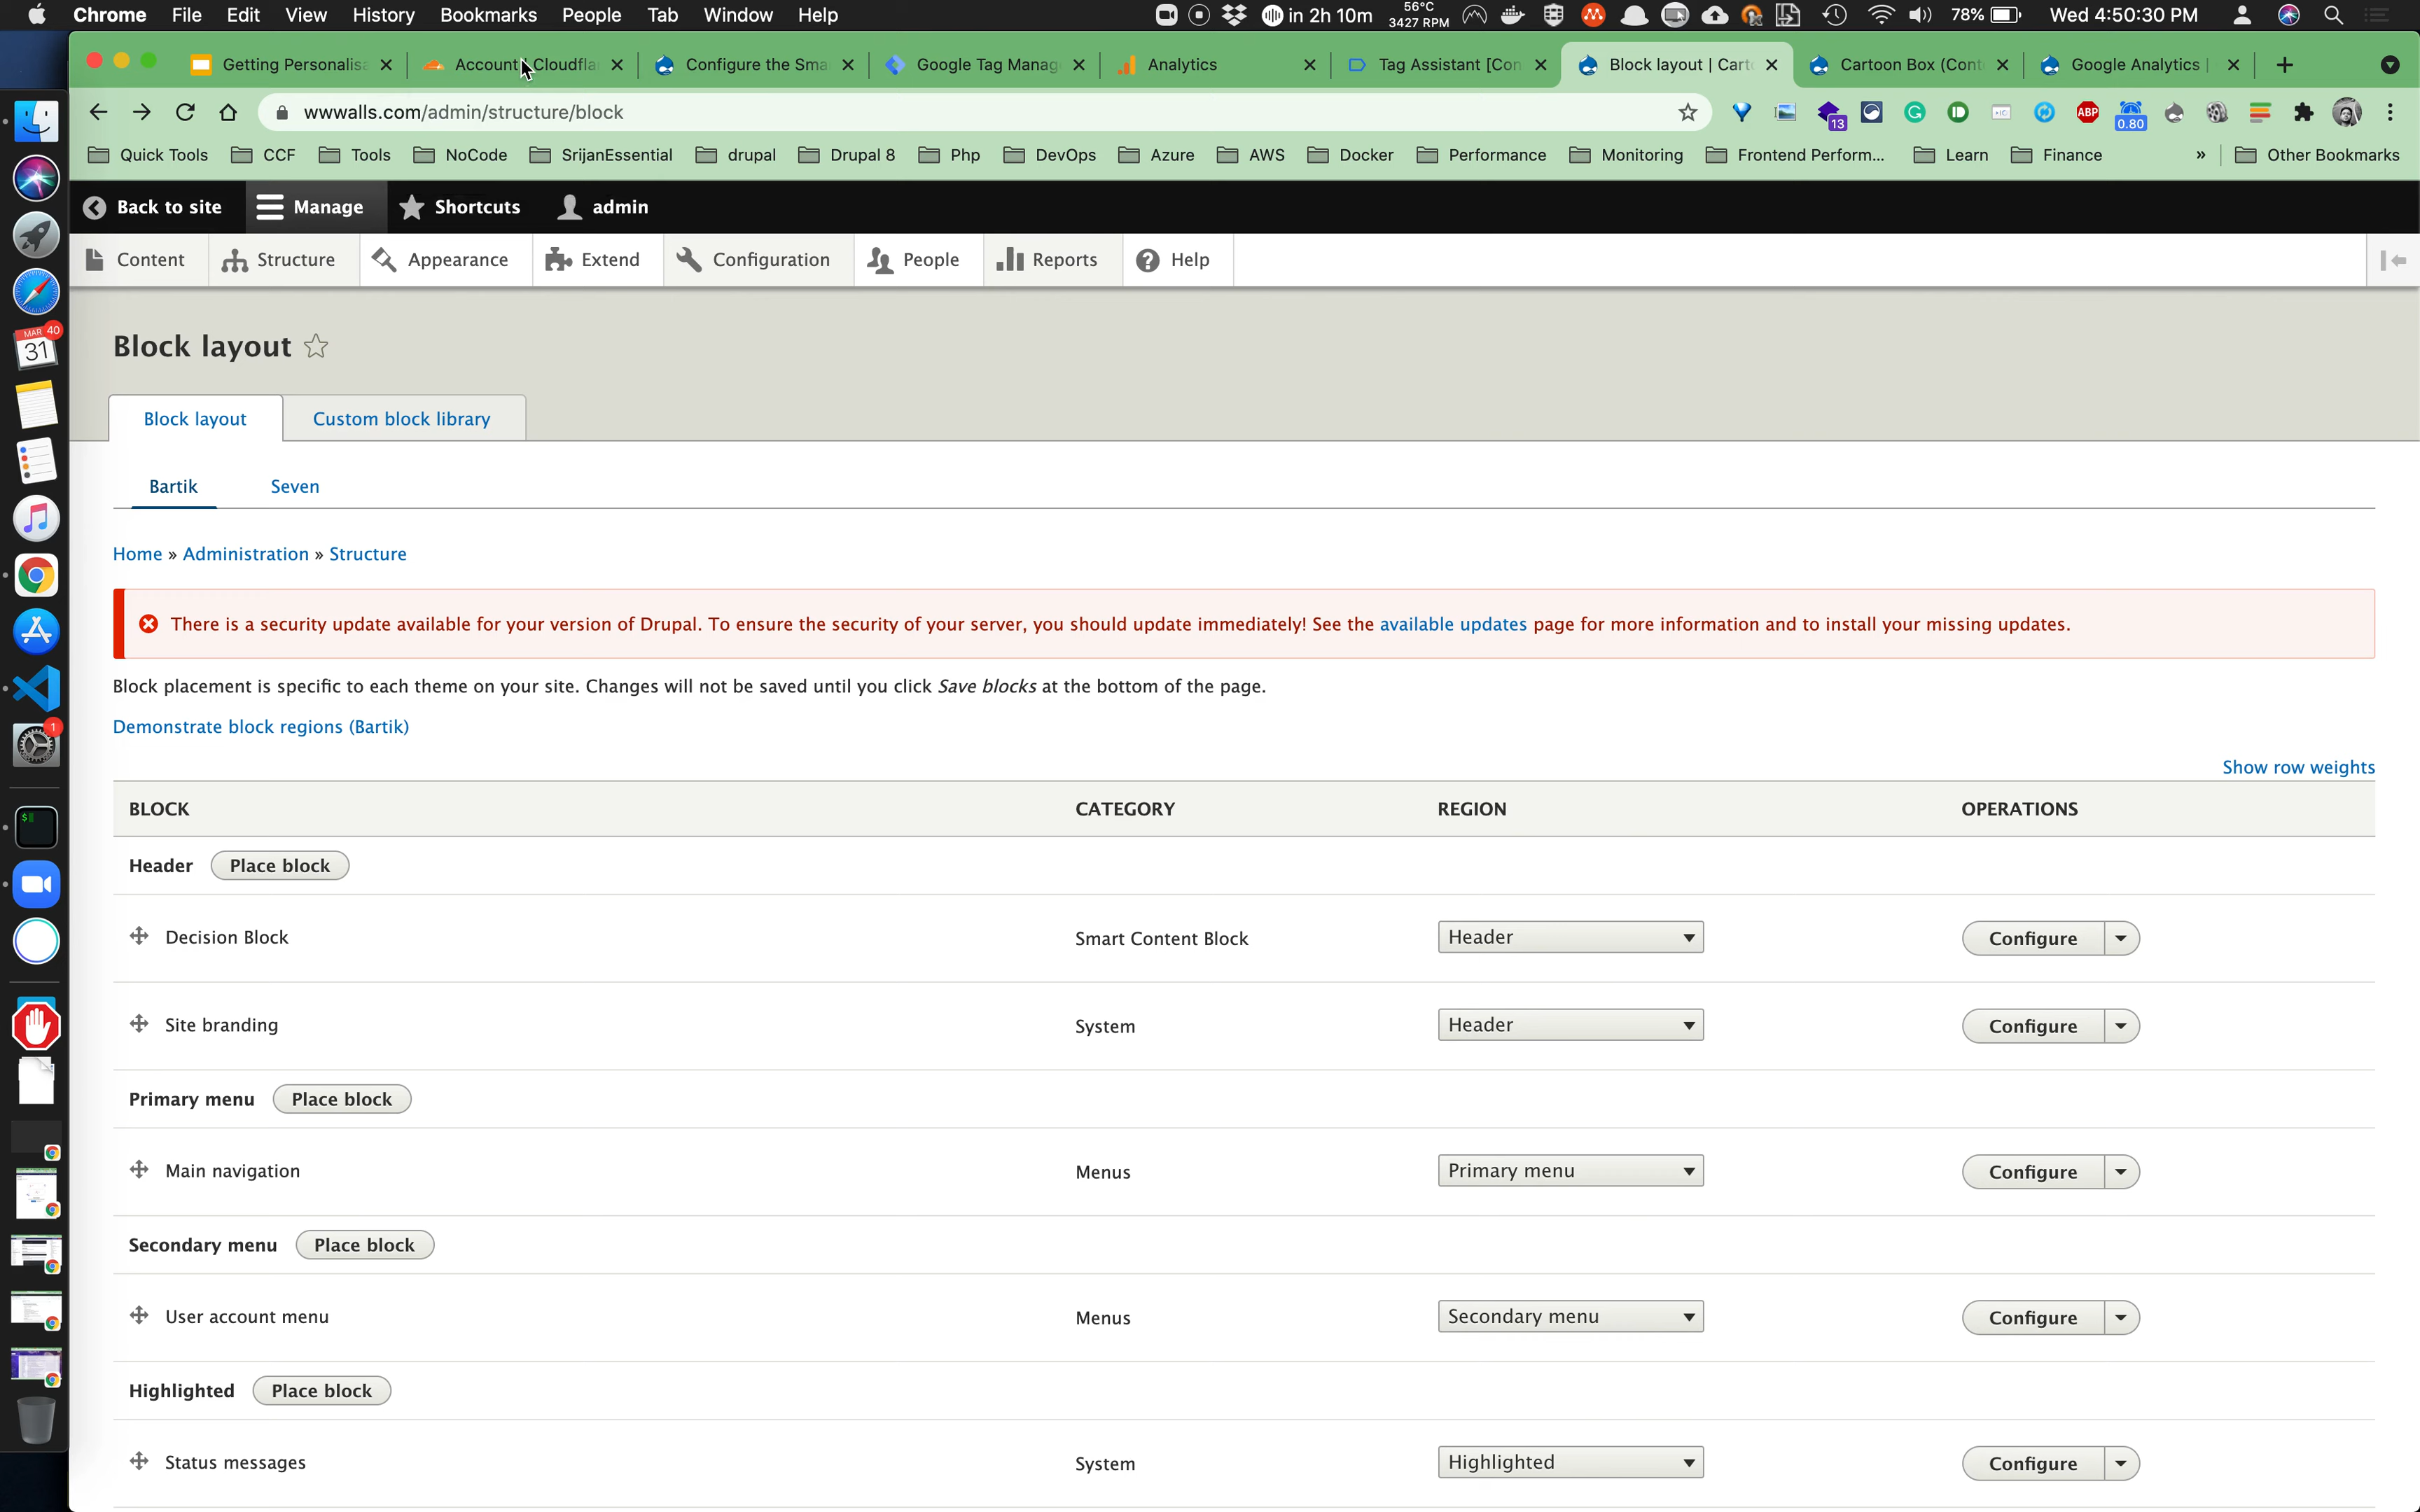 Chrome File Edit View History Bookmarks People Tab Window Help in 2h 10m 56°C 3427 RPM 78% Wed 4:50:30 PM
Getting Personalisa Account Cloudfla Configure the Sma Google Tag Manag Analytics Tag Assistant [Con Block layout | Carto Cartoon Box (Cont Google Analytics |
wwwalls.com/admin/structure/block 13 ABP 0.80
Quick Tools CCF Tools NoCode SrijanEssential drupal Drupal 8 Php DevOps Azure AWS Docker Performance Monitoring Frontend Perform... Learn Finance » Other Bookmarks
Back to site Manage Shortcuts admin
Content Structure Appearance Extend Configuration People Reports Help
MAR 40
31
1
Block layout
Block layout Custom block library
Bartik Seven
Home » Administration » Structure
There is a security update available for your version of Drupal. To ensure the security of your server, you should update immediately! See the available updates page for more information and to install your missing updates.
Block placement is specific to each theme on your site. Changes will not be saved until you click Save blocks at the bottom of the page.
Demonstrate block regions (Bartik)
Show row weights
BLOCK CATEGORY REGION OPERATIONS
Header Place block
Decision Block Smart Content Block Header Configure
Site branding System Header Configure
Primary menu Place block
Main navigation Menus Primary menu Configure
Secondary menu Place block
User account menu Menus Secondary menu Configure
Highlighted Place block
Status messages System Highlighted Configure